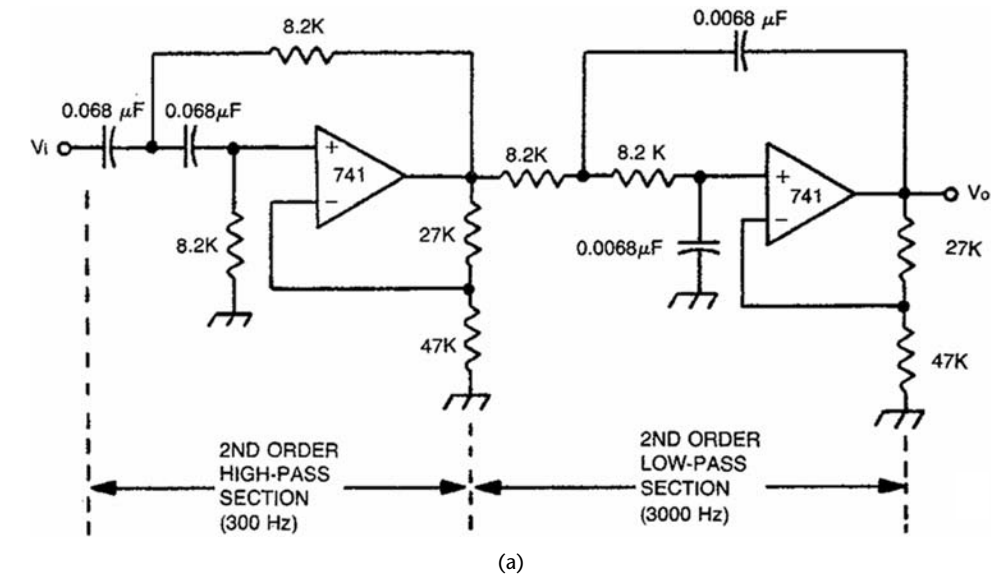 0.0068 μF
8.2K
0.068 μF 0.068μF
Vi
+
741
−
8.2K
8.2K
8.2 K
+
741
−
Vo
27K
8.2K
0.0068μF
27K
47K
47K
2ND ORDER
HIGH-PASS
SECTION
(300 Hz)
2ND ORDER
LOW-PASS
SECTION
(3000 Hz)
(a)